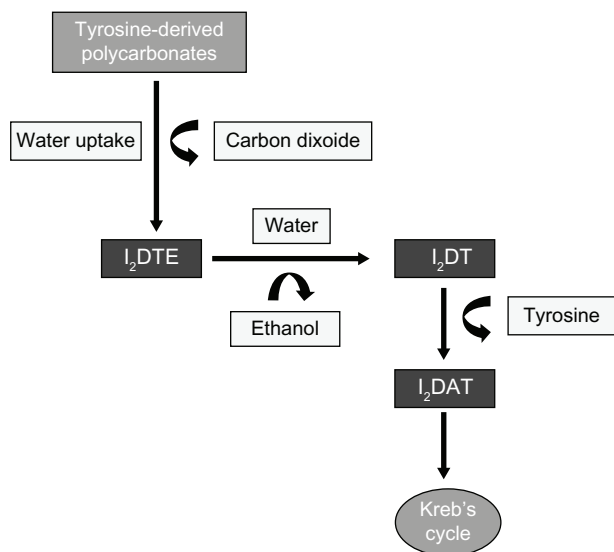 Tyrosine-derived
polycarbonates
Water uptake
Carbon dixoide
I₂DTE
Water
I₂DT
Ethanol
Tyrosine
I₂DAT
Kreb's
cycle